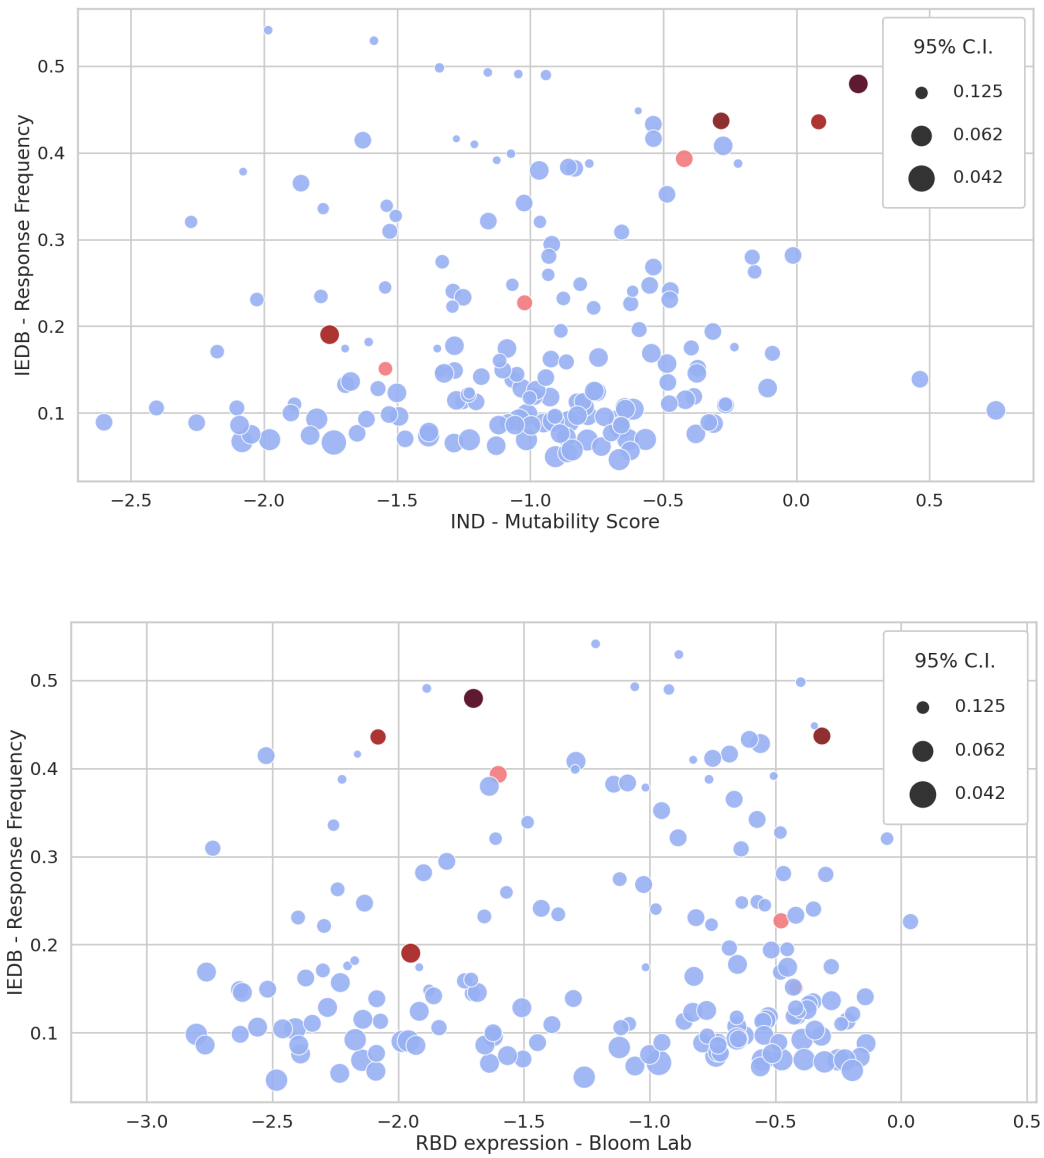 95% C.I.
0.125
0.062
0.042
0.5
0.4
0.3
0.2
0.1
IEDB - Response Frequency
−2.5 −2.0 −1.5 −1.0 −0.5 0.0 0.5
IND - Mutability Score
95% C.I.
0.125
0.062
0.042
0.5
0.4
0.3
0.2
0.1
IEDB - Response Frequency
−3.0 −2.5 −2.0 −1.5 −1.0 −0.5 0.0 0.5
RBD expression - Bloom Lab